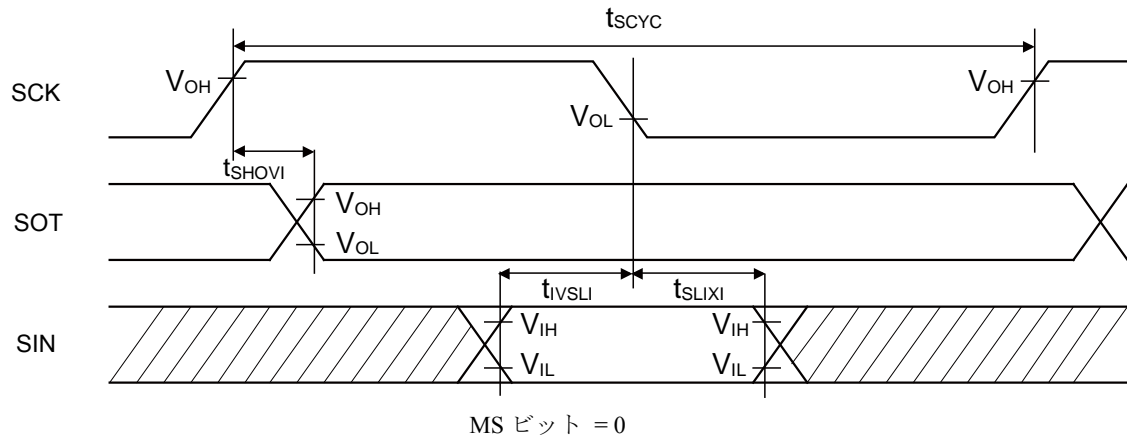 tSCYC
SCK
VOH
VOL
VOH
tSHOVI
SOT
VOH
VOL
tIVSLI
tSLIXI
SIN
VIH
VIH
VIL
VIL
MS ビット = 0